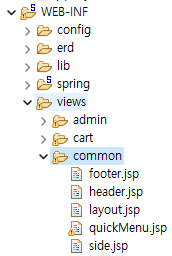 WEB-INF
config
erd
lib
spring
views
admin
cart
common
footer.jsp
header.jsp
layout.jsp
quickMenu.jsp
side.jsp